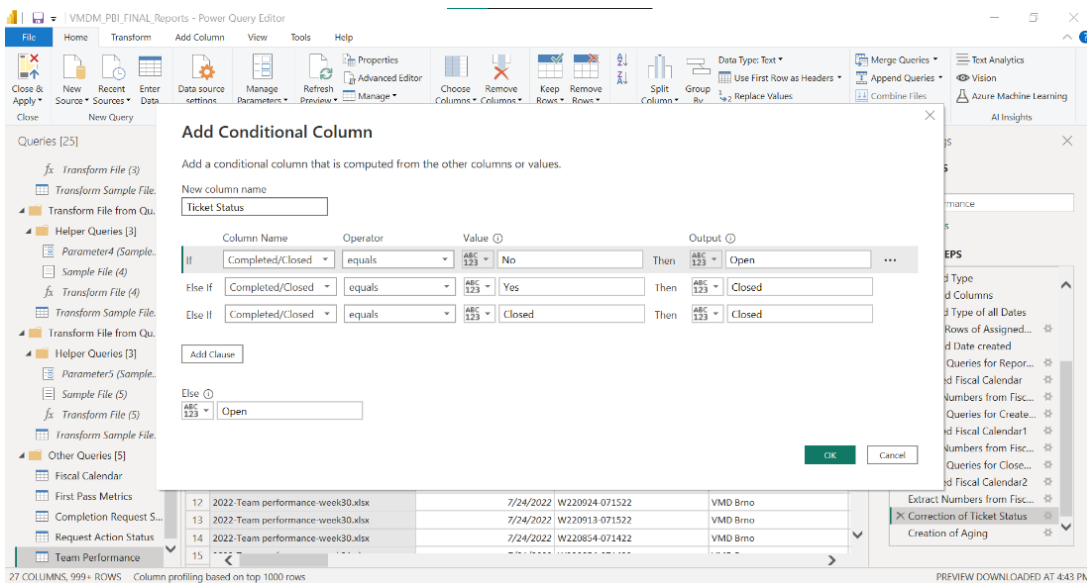 VMDM_PBI_FINAL_Reports - Power Query Editor
File Home Transform Add Column View Tools Help
Close & Apply
New Source
Recent Sources
Enter Data
Data source settings
Manage Parameters
Refresh Preview
Properties
Advanced Editor
Manage
Choose Columns
Remove Columns
Keep Rows
Remove Rows
Split Column
Group By
Data Type: Text
Use First Row as Headers
Replace Values
Merge Queries
Append Queries
Combine Files
Text Analytics
Vision
Azure Machine Learning
Close
New Query
AI Insights
Queries [25]
Transform File (3)
Transform Sample File.
Transform File from Qu.
Helper Queries [3]
Parameter4 (Sample..
Sample File (4)
Transform File (4)
Transform Sample File.
Transform File from Qu.
Helper Queries [3]
Parameter5 (Sample..
Sample File (5)
Transform File (5)
Transform Sample File.
Other Queries [5]
Fiscal Calendar
First Pass Metrics
Completion Request S...
Request Action Status
Team Performance
Add Conditional Column
Add a conditional column that is computed from the other columns or values.
New column name
Ticket Status
Column Name Operator Value Output
If Completed/Closed equals ABC 123 No Then ABC 123 Open ...
Else If Completed/Closed equals ABC 123 Yes Then ABC 123 Closed
Else If Completed/Closed equals ABC 123 Closed Then ABC 123 Closed
Add Clause
Else
ABC 123 Open
OK Cancel
gs
mance
EPS
d Type
d Columns
d Type of all Dates
Rows of Assigned...
d Date created
Queries for Repor...
ed Fiscal Calendar
Numbers from Fisc...
Queries for Create...
ed Fiscal Calendar1
Numbers from Fisc...
Queries for Close...
ed Fiscal Calendar2
Extract Numbers from Fisc...
Correction of Ticket Status
Creation of Aging
12 2022-Team performance-week30.xlsx 7/24/2022 W220924-071522 VMD Brno
13 2022-Team performance-week30.xlsx 7/24/2022 W220913-071522 VMD Brno
14 2022-Team performance-week30.xlsx 7/24/2022 W220854-071422 VMD Brno
15
27 COLUMNS, 999+ ROWS Column profiling based on top 1000 rows
PREVIEW DOWNLOADED AT 4:43 PM